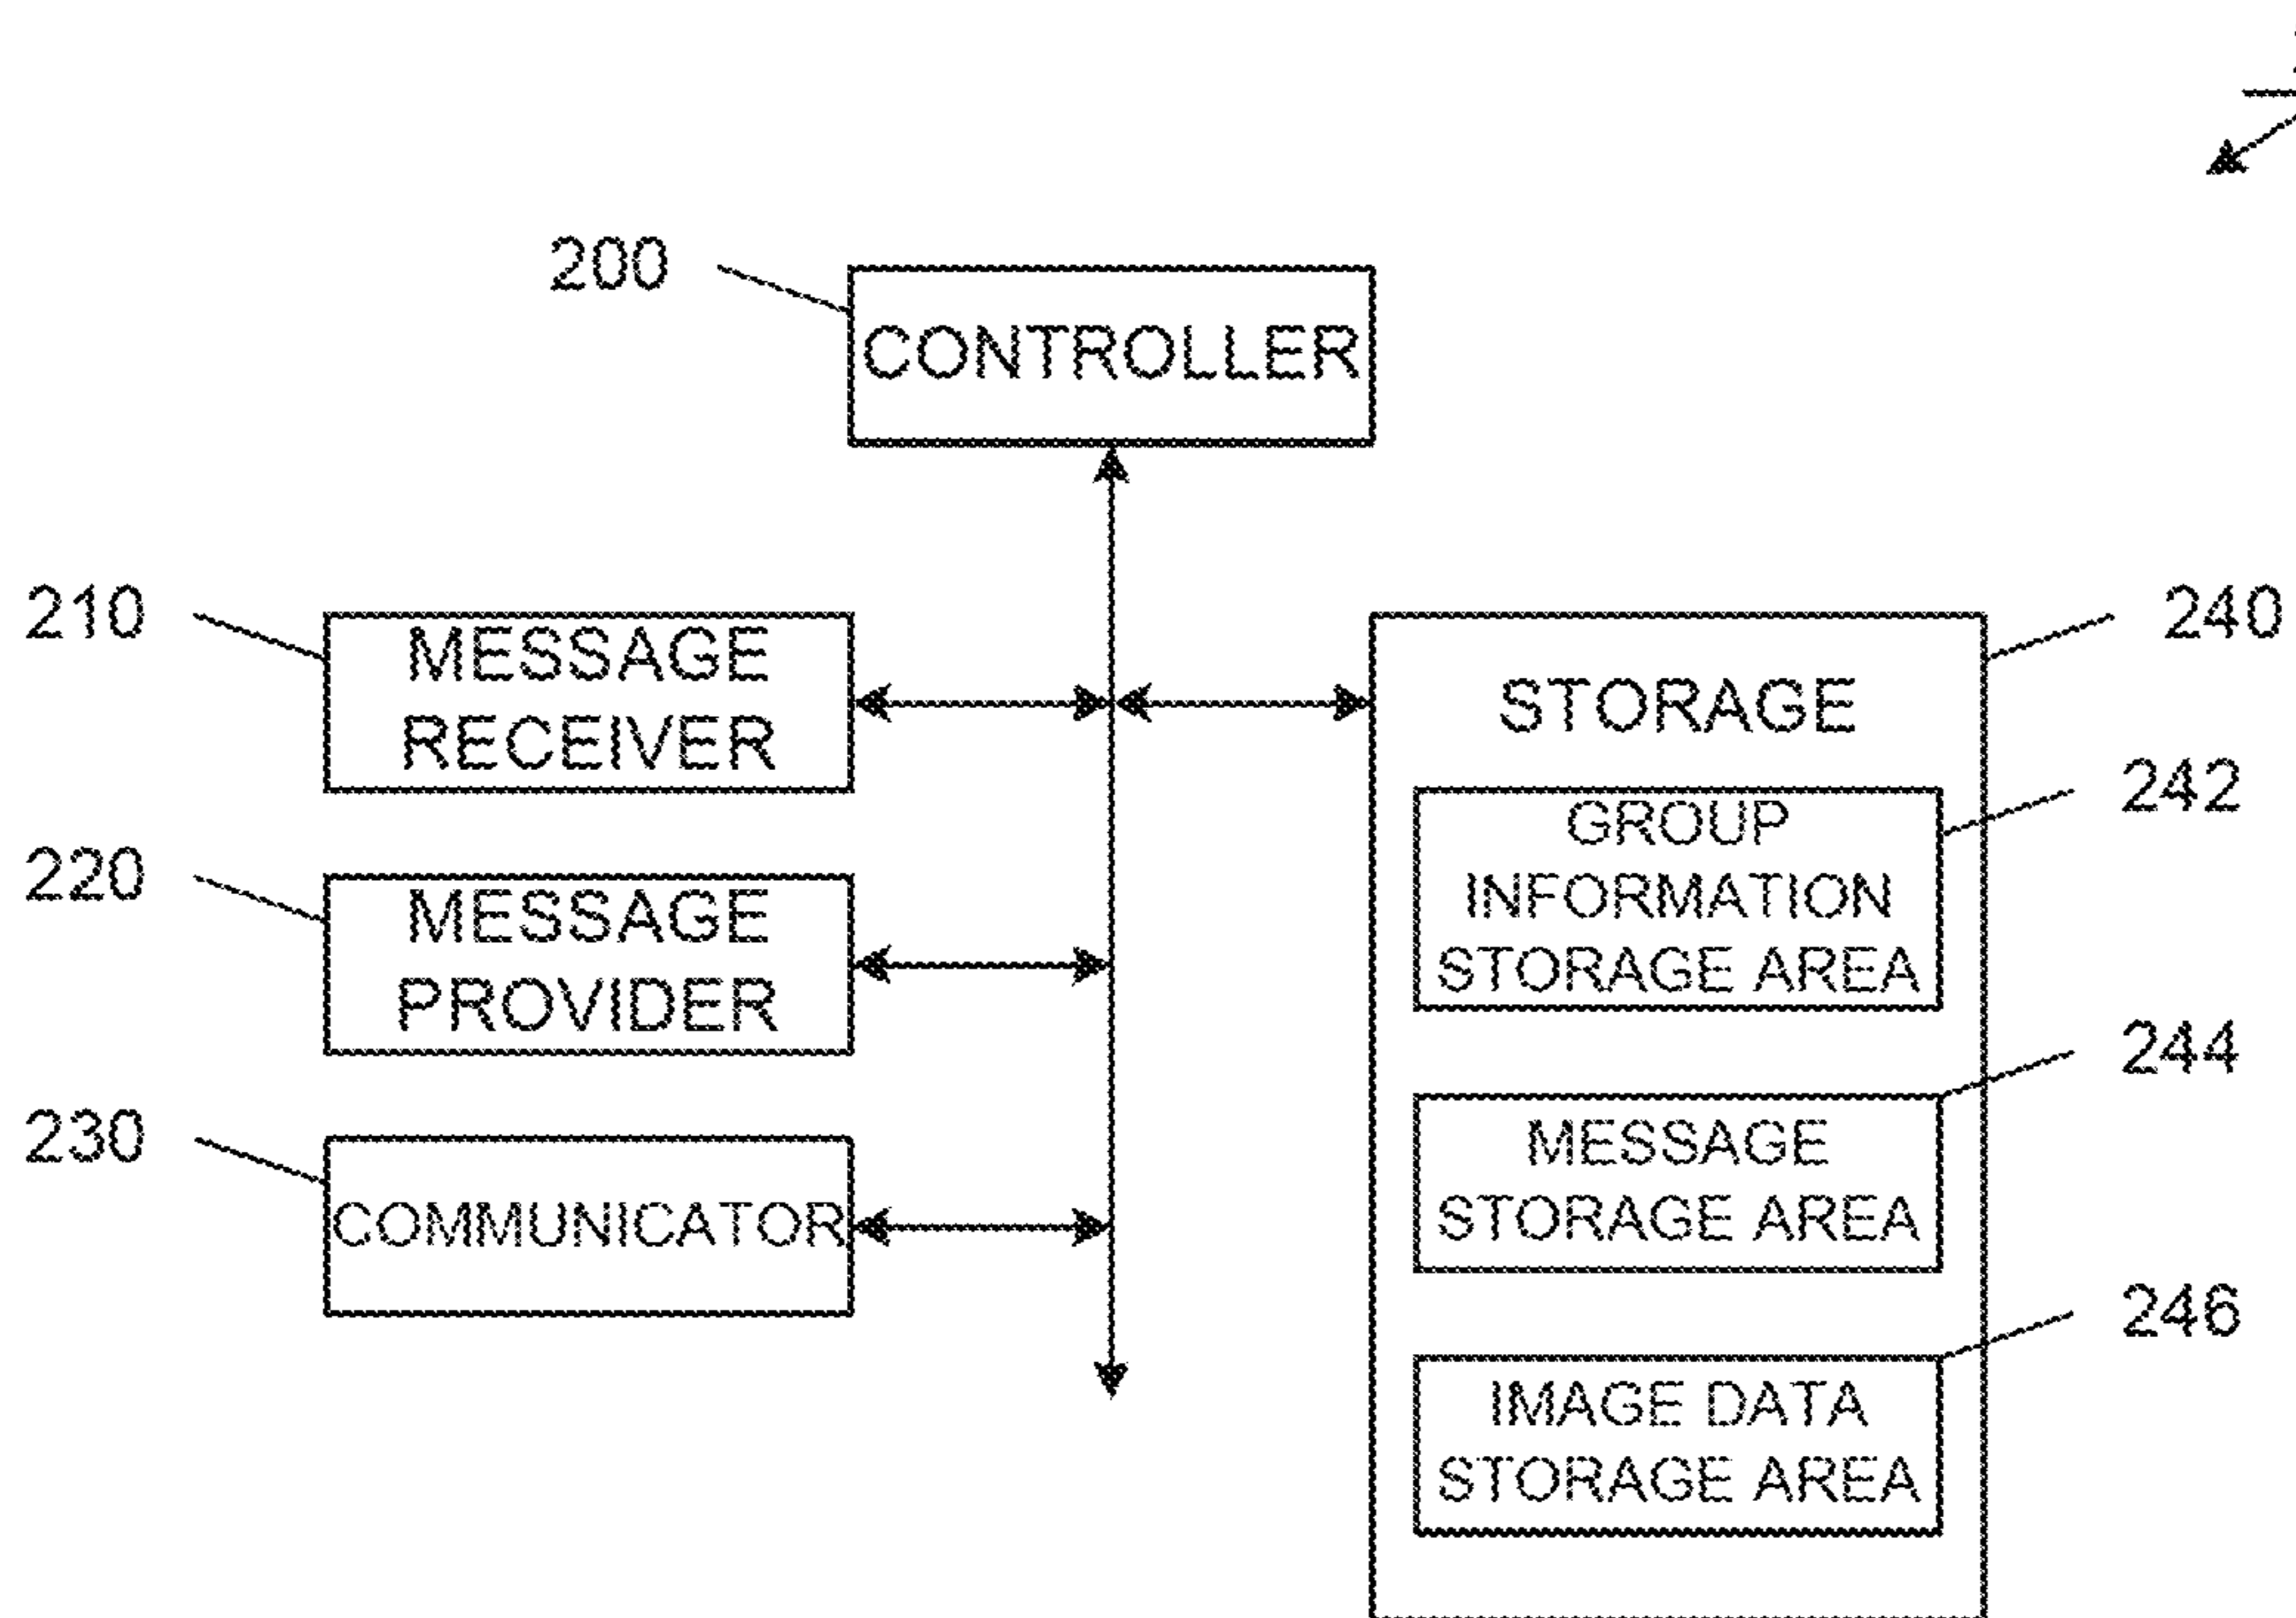 200
CONTROLLER
210
MESSAGE
RECEIVER
220
MESSAGE
PROVIDER
230
COMMUNICATOR
240
STORAGE
242
GROUP
INFORMATION
STORAGE AREA
244
MESSAGE
STORAGE AREA
246
IMAGE DATA
STORAGE AREA